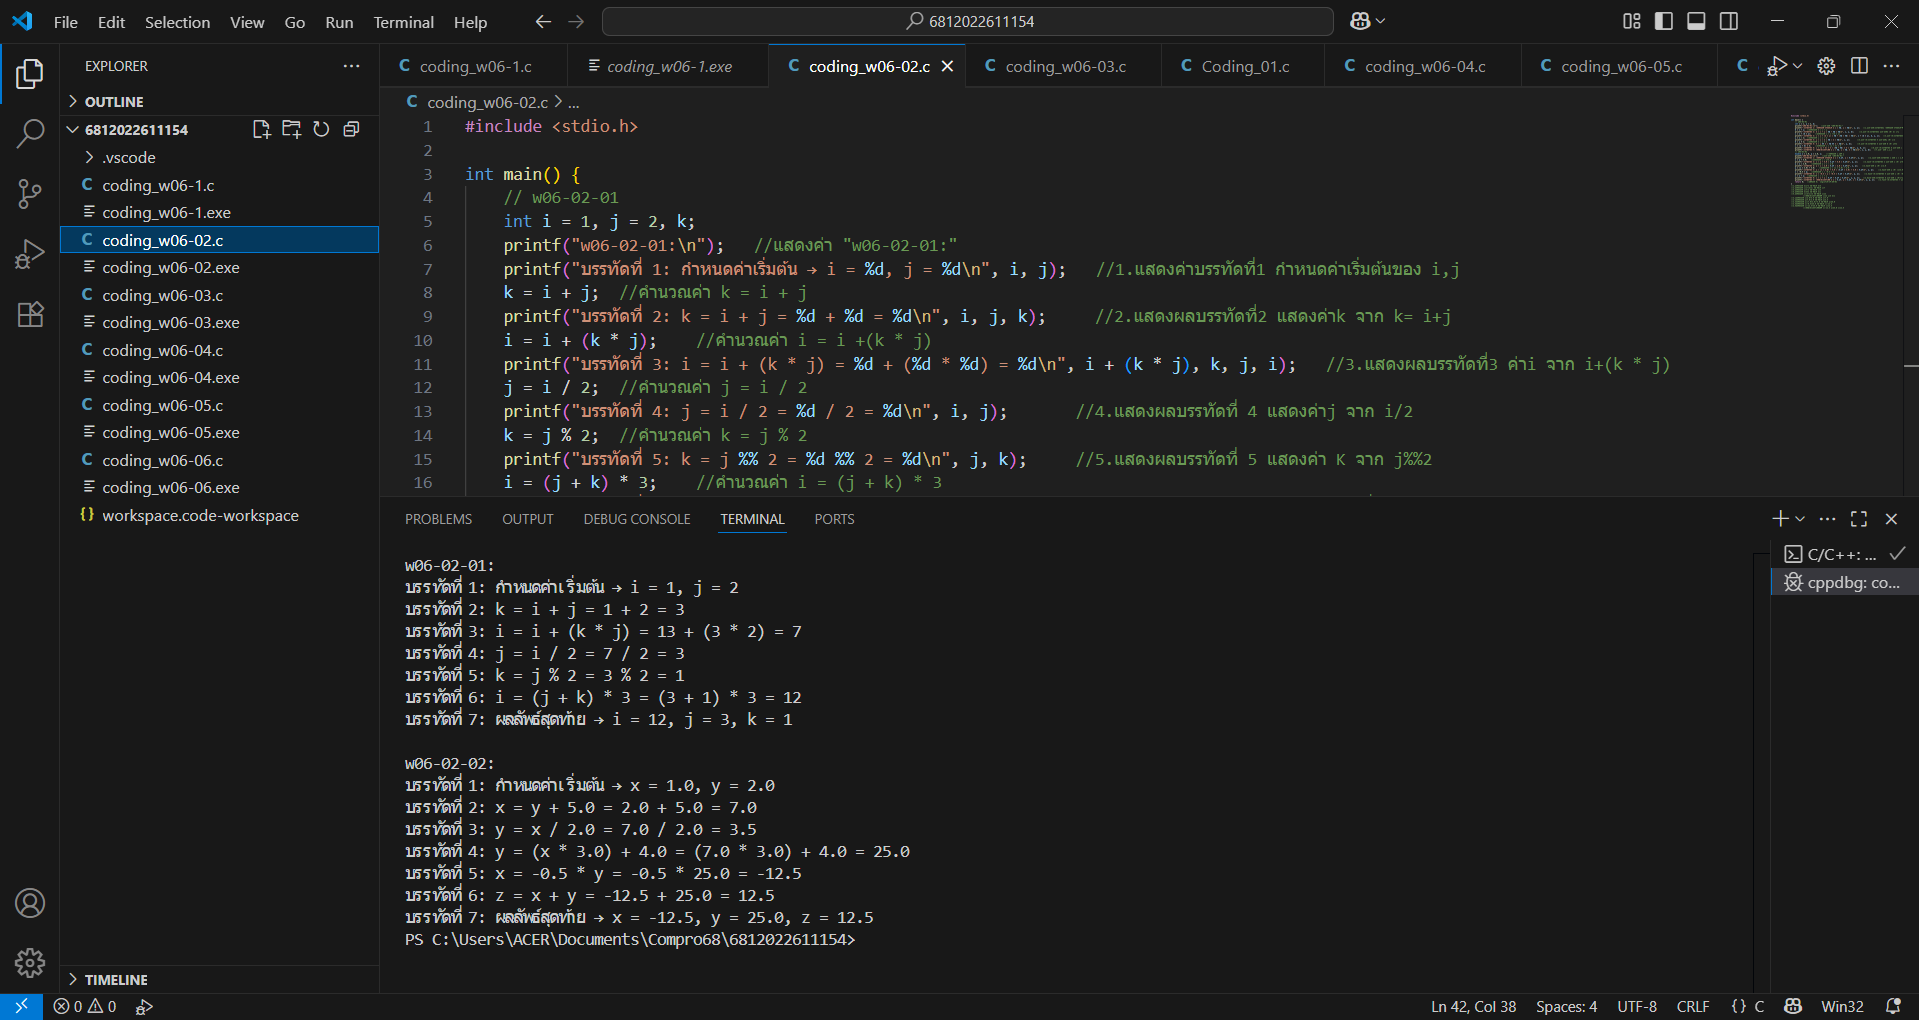 File Edit Selection View Go Run Terminal Help
6812022611154
EXPLORER
OUTLINE
6812022611154
.vscode
C coding_w06-1.c
coding_w06-1.exe
C coding_w06-02.c
coding_w06-02.exe
C coding_w06-03.c
coding_w06-03.exe
C coding_w06-04.c
coding_w06-04.exe
C coding_w06-05.c
coding_w06-05.exe
C coding_w06-06.c
coding_w06-06.exe
{} workspace.code-workspace
TIMELINE
C coding_w06-1.c
coding_w06-1.exe
C coding_w06-02.c
C coding_w06-03.c
C Coding_01.c
C coding_w06-04.c
C coding_w06-05.c
C
C coding_w06-02.c > ...
1 #include <stdio.h>
2
3 int main() {
4 // w06-02-01
5 int i = 1, j = 2, k;
6 printf("w06-02-01:\n"); //แสดงค่า "w06-02-01:"
7 printf("บรรทัดที่ 1: กำหนดค่าเริ่มต้น → i = %d, j = %d\n", i, j); //1.แสดงค่าบรรทัดที่1 กำหนดค่าเริ่มต้นของ i,j
8 k = i + j; //คำนวณค่า k = i + j
9 printf("บรรทัดที่ 2: k = i + j = %d + %d = %d\n", i, j, k); //2.แสดงผลบรรทัดที่2 แสดงค่าk จาก k= i+j
10 i = i + (k * j); //คำนวณค่า i = i +(k * j)
11 printf("บรรทัดที่ 3: i = i + (k * j) = %d + (%d * %d) = %d\n", i + (k * j), k, j, i); //3.แสดงผลบรรทัดที่3 ค่าi จาก i+(k * j)
12 j = i / 2; //คำนวณค่า j = i / 2
13 printf("บรรทัดที่ 4: j = i / 2 = %d / 2 = %d\n", i, j); //4.แสดงผลบรรทัดที่ 4 แสดงค่าj จาก i/2
14 k = j % 2; //คำนวณค่า k = j % 2
15 printf("บรรทัดที่ 5: k = j %% 2 = %d %% 2 = %d\n", j, k); //5.แสดงผลบรรทัดที่ 5 แสดงค่า K จาก j%%2
16 i = (j + k) * 3; //คำนวณค่า i = (j + k) * 3
PROBLEMS OUTPUT DEBUG CONSOLE TERMINAL PORTS
w06-02-01:
บรรทัดที่ 1: กำหนดค่าเริ่มต้น → i = 1, j = 2
บรรทัดที่ 2: k = i + j = 1 + 2 = 3
บรรทัดที่ 3: i = i + (k * j) = 13 + (3 * 2) = 7
บรรทัดที่ 4: j = i / 2 = 7 / 2 = 3
บรรทัดที่ 5: k = j % 2 = 3 % 2 = 1
บรรทัดที่ 6: i = (j + k) * 3 = (3 + 1) * 3 = 12
บรรทัดที่ 7: ผลลัพธ์สุดท้าย → i = 12, j = 3, k = 1
w06-02-02:
บรรทัดที่ 1: กำหนดค่าเริ่มต้น → x = 1.0, y = 2.0
บรรทัดที่ 2: x = y + 5.0 = 2.0 + 5.0 = 7.0
บรรทัดที่ 3: y = x / 2.0 = 7.0 / 2.0 = 3.5
บรรทัดที่ 4: y = (x * 3.0) + 4.0 = (7.0 * 3.0) + 4.0 = 25.0
บรรทัดที่ 5: x = -0.5 * y = -0.5 * 25.0 = -12.5
บรรทัดที่ 6: z = x + y = -12.5 + 25.0 = 12.5
บรรทัดที่ 7: ผลลัพธ์สุดท้าย → x = -12.5, y = 25.0, z = 12.5
PS C:\Users\ACER\Documents\Compro68\6812022611154>
C/C++: ...
cppdbg: co...
0 0
Ln 42, Col 38 Spaces: 4 UTF-8 CRLF {} C Win32